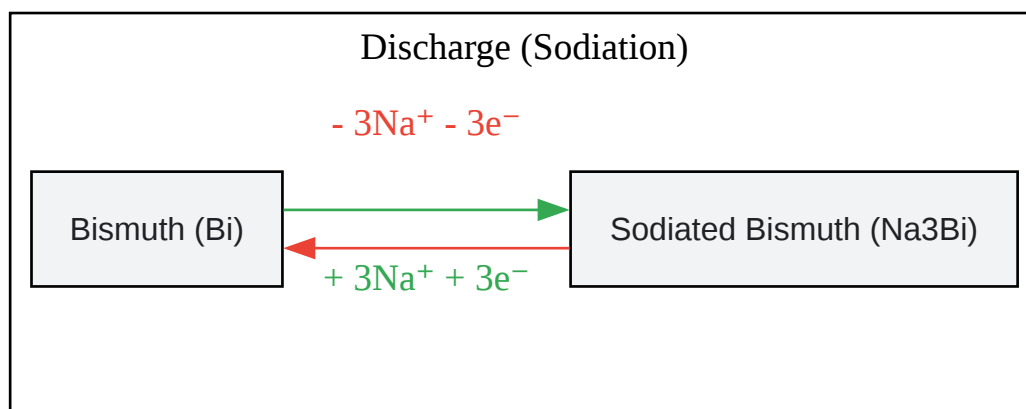 Discharge (Sodiation)
- 3Na⁺ - 3e⁻
Bismuth (Bi)
Sodiated Bismuth (Na3Bi)
+ 3Na⁺ + 3e⁻